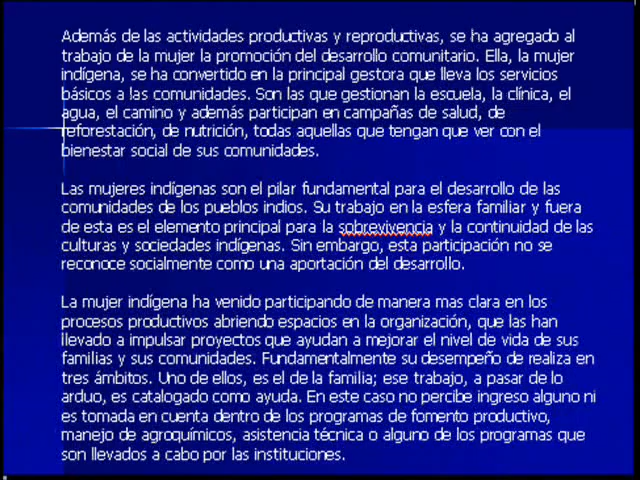 Además de las actividades productivas y reproductivas, se ha agregado al
trabajo de la mujer la promoción del desarrollo comunitario. Ella, la mujer
indígena, se ha convertido en la principal gestora que lleva los servicios
básicos a las comunidades. Son las que gestionan la escuela, la clínica, el
agua, el camino y además participan en campañas de salud, de
reforestación, de nutrición, todas aquellas que tengan que ver con el
bienestar social de sus comunidades.
Las mujeres indígenas son el pilar fundamental para el desarrollo de las
comunidades de los pueblos indios. Su trabajo en la esfera familiar y fuera
de esta es el elemento principal para la sobrevivencia y la continuidad de las
culturas y sociedades indígenas. Sin embargo, esta participación no se
reconoce socialmente como una aportación del desarrollo.
La mujer indígena ha venido participando de manera mas clara en los
procesos productivos abriendo espacios en la organización, que las han
llevado a impulsar proyectos que ayudan a mejorar el nivel de vida de sus
familias y sus comunidades. Fundamentalmente su desempeño de realiza en
tres ámbitos. Uno de ellos, es el de la familia; ese trabajo, a pasar de lo
arduo, es catalogado como ayuda. En este caso no percibe ingreso alguno ni
es tomada en cuenta dentro de los programas de fomento productivo,
manejo de agroquímicos, asistencia técnica o alguno de los programas que
son llevados a cabo por las instituciones.